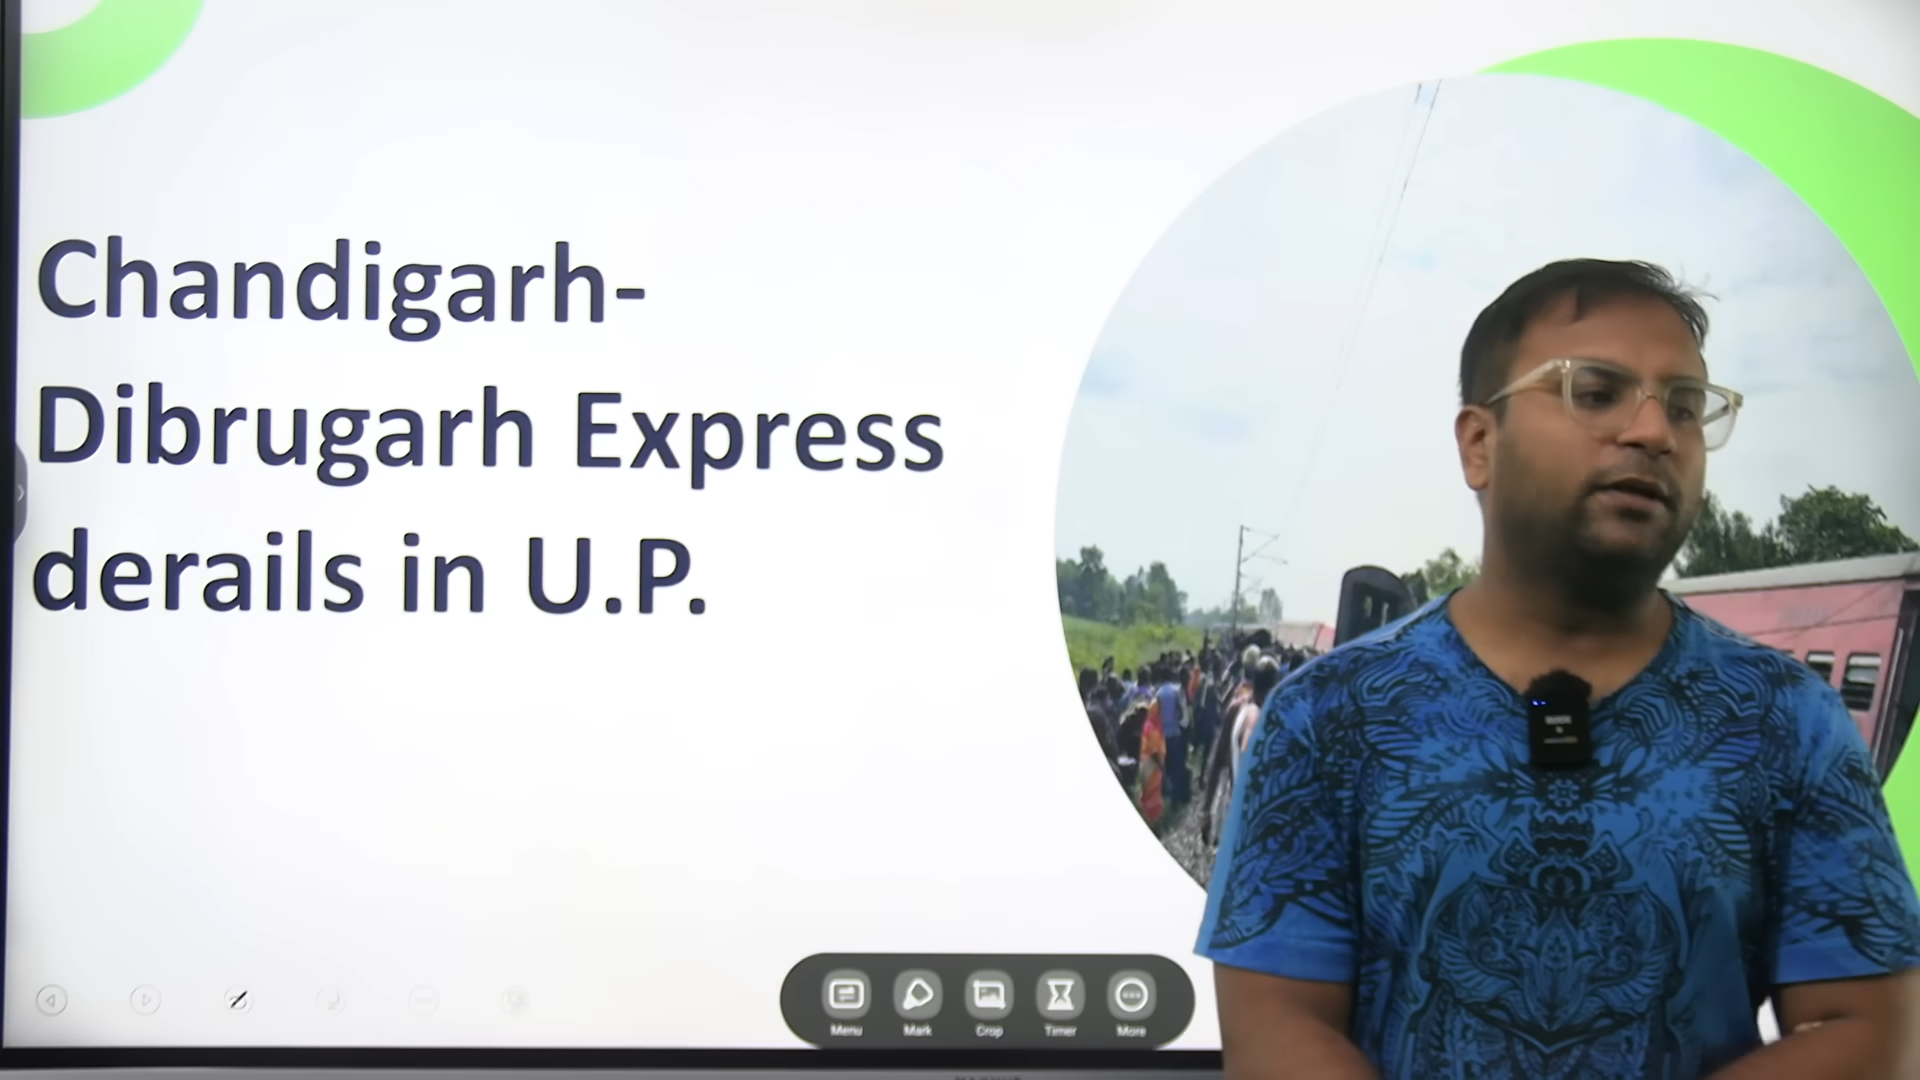 Chandigarh-
Dibrugarh Express
derails in U.P.
Menu Mark Crop Timer More